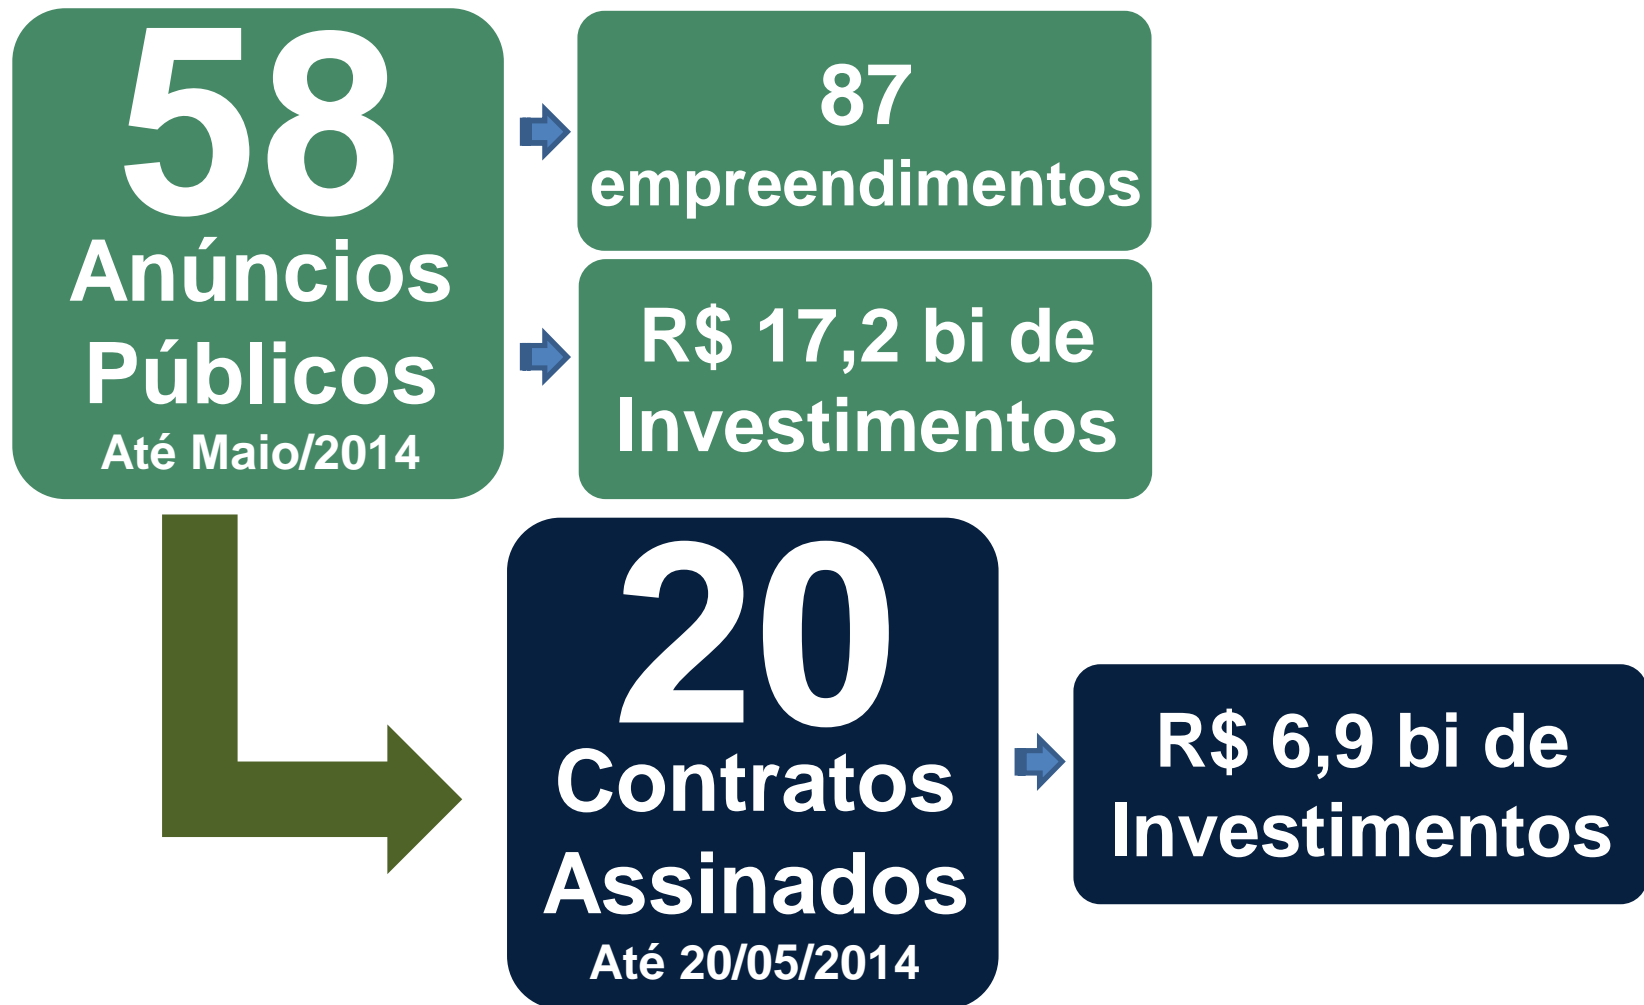 58
Anúncios
Públicos
Até Maio/2014
87
empreendimentos
R$ 17,2 bi de
Investimentos
20
Contratos
Assinados
Até 20/05/2014
R$ 6,9 bi de
Investimentos